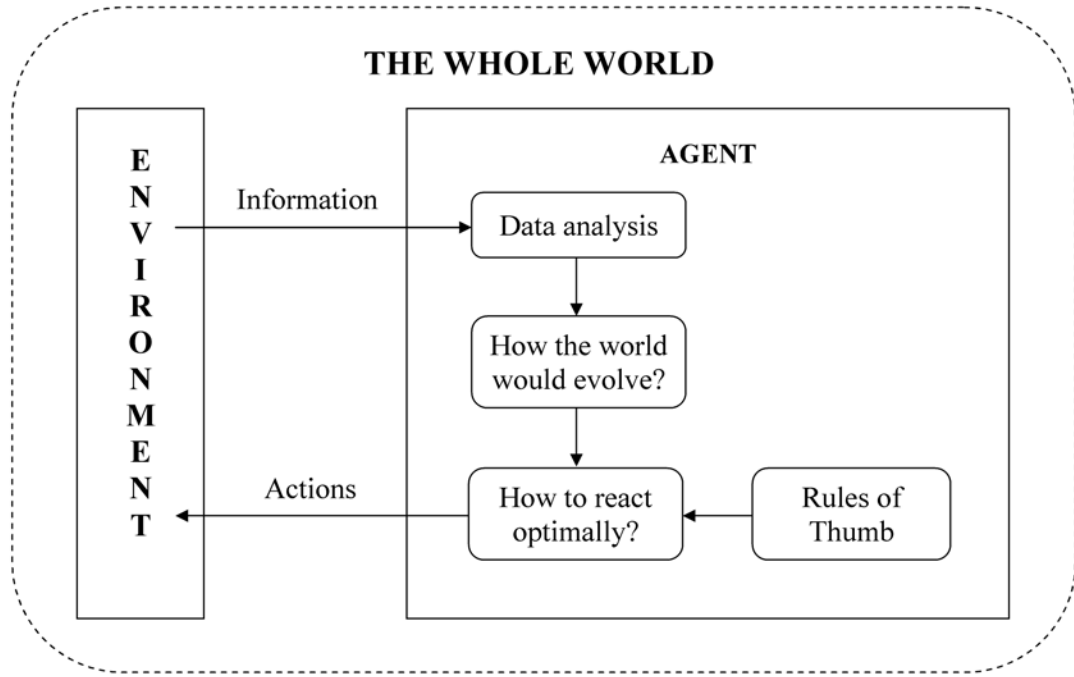 THE WHOLE WORLD
ENVIRONMENT
AGENT
Information
Data analysis
How the world
would evolve?
Actions
How to react
optimally?
Rules of
Thumb